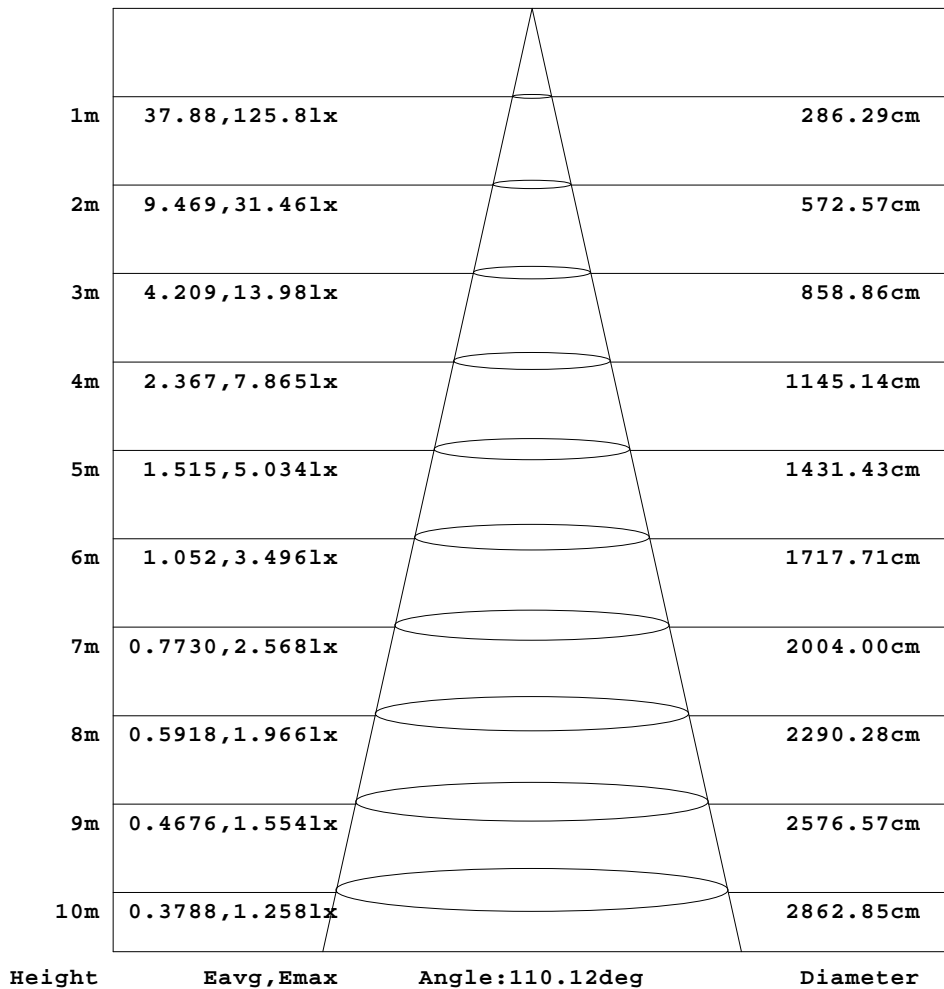 1m 37.88,125.8lx 286.29cm
2m 9.469,31.46lx 572.57cm
3m 4.209,13.98lx 858.86cm
4m 2.367,7.865lx 1145.14cm
5m 1.515,5.034lx 1431.43cm
6m 1.052,3.496lx 1717.71cm
7m 0.7730,2.568lx 2004.00cm
8m 0.5918,1.966lx 2290.28cm
9m 0.4676,1.554lx 2576.57cm
10m 0.3788,1.258lx 2862.85cm
Height Eavg,Emax Angle:110.12deg Diameter